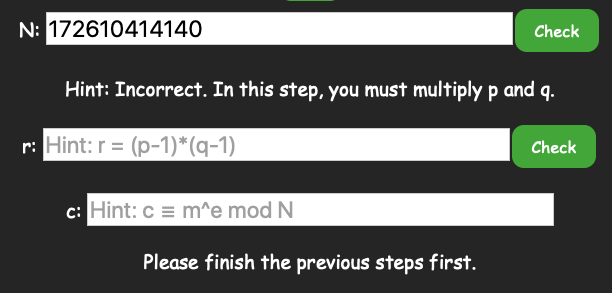 N: 172610414140 Check
Hint: Incorrect. In this step, you must multiply p and q.
r: Hint: r = (p-1)*(q-1) Check
c: Hint: c ≡ m^e mod N
Please finish the previous steps first.